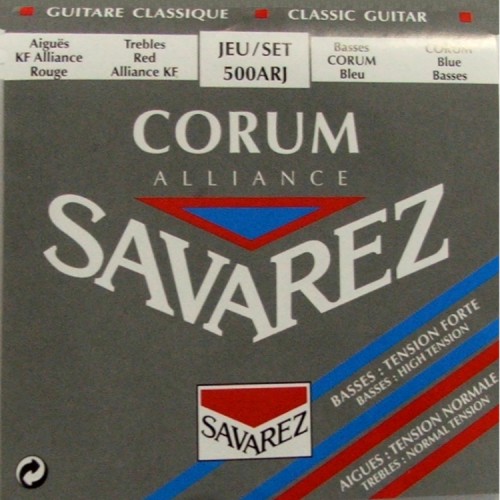 GUITARE CLASSIQUE
CLASSIC GUITAR
Aiguës
KF Alliance
Rouge
Trebles
Red
Alliance KF
JEU/SET
500ARJ
Basses
CORUM
Bleu
CORUM
Blue
Basses
CORUM
ALLIANCE
SAVAREZ
BASSES : TENSION FORTE
BASSES : HIGH TENSION
AIGUES : TENSION NORMALE
TREBLES : NORMAL TENSION
SAVAREZ